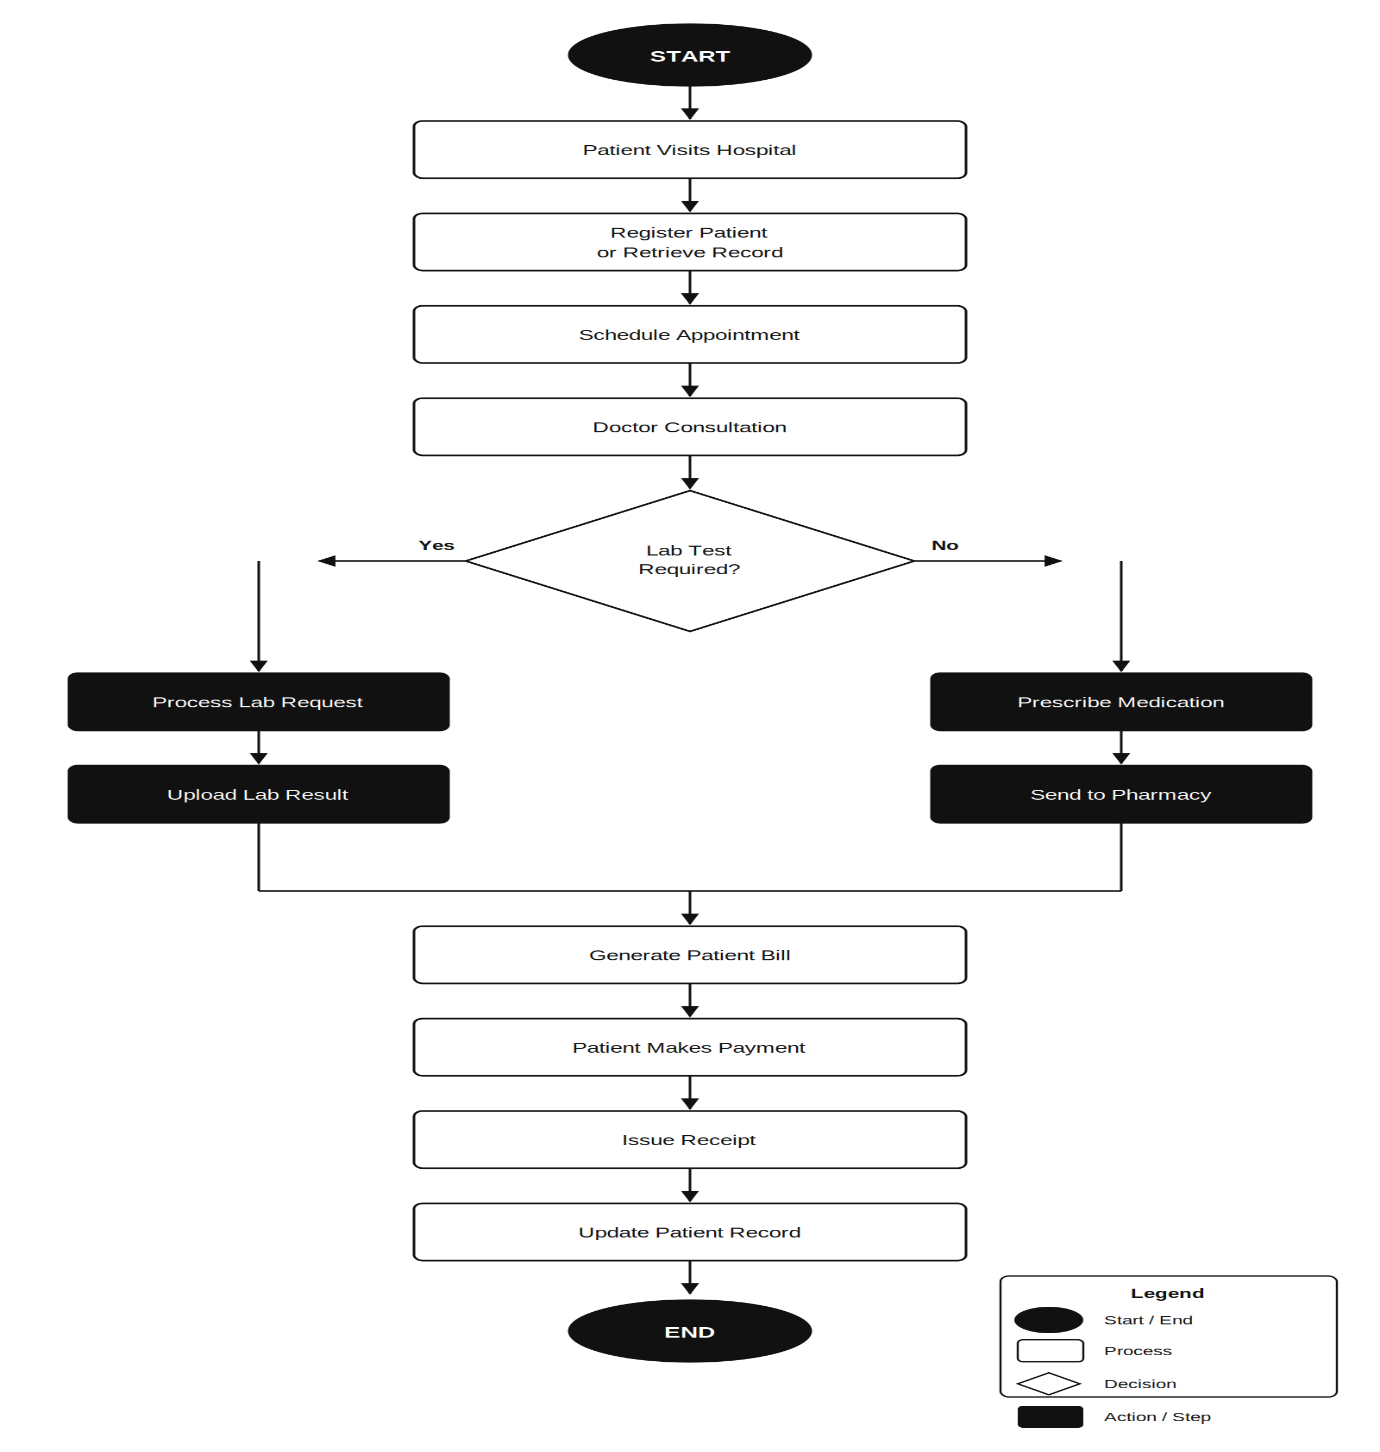 START
Patient Visits Hospital
Register Patient
or Retrieve Record
Schedule Appointment
Doctor Consultation
Yes
Lab Test
Required?
No
Process Lab Request
Prescribe Medication
Upload Lab Result
Send to Pharmacy
Generate Patient Bill
Patient Makes Payment
Issue Receipt
Update Patient Record
END
Legend
Start / End
Process
Decision
Action / Step